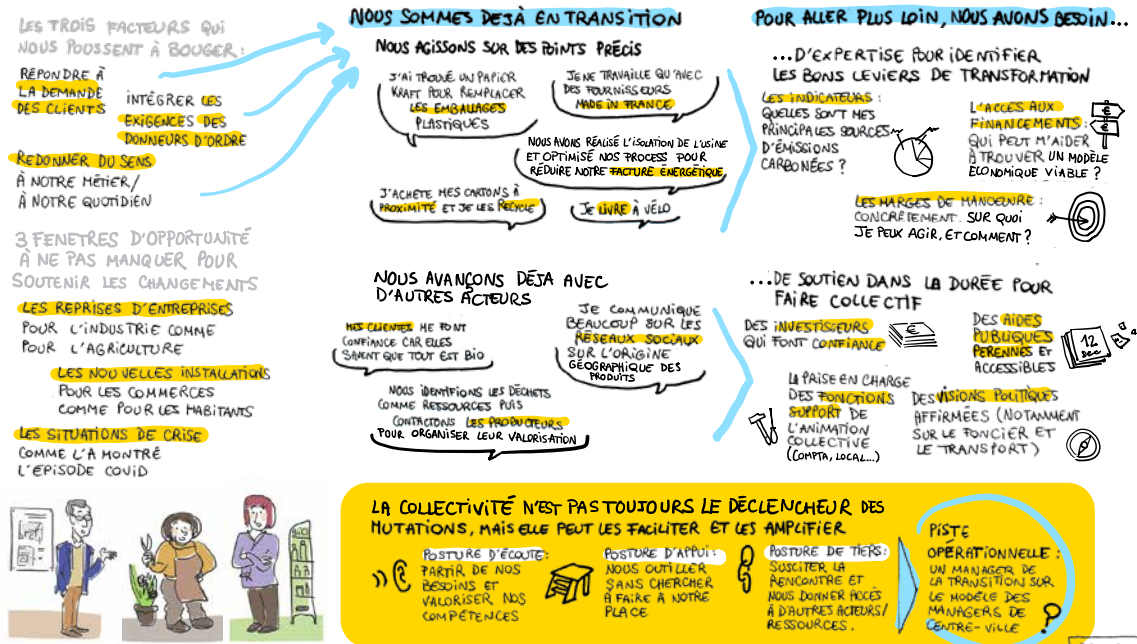 LES TROIS FACTEURS QUI
NOUS POUSSENT À BOUGER :
RÉPONDRE À
LA DEMANDE
DES CLIENTS
INTÉGRER LES
EXIGENCES DES
DONNEURS D'ORDRE
REDONNER DU SENS
À NOTRE MÉTIER/
À NOTRE QUOTIDIEN
3 FENETRES D'OPPORTUNITÉ
À NE PAS MANQUER POUR
SOUTENIR LES CHANGEMENTS
LES REPRISES D'ENTREPRISES
POUR L'INDUSTRIE COMME
POUR L'AGRICULTURE
LES NOUVELLES INSTALLATIONS
POUR LES COMMERCES
COMME POUR LES HABITANTS
LES SITUATIONS DE CRISE
COMME L'A MONTRÉ
L'EPISODE COVID
NOUS SOMMES DEJÀ EN TRANSITION
NOUS AGISSONS SUR DES POINTS PRÉCIS
J'AI TROUVÉ UN PAPIER
KRAFT POUR REMPLACER
LES EMBALLAGES
PLASTIQUES
JE NE TRAVAILLE QU'AVEC
DES FOURNISSEURS
MADE IN FRANCE
NOUS AVONS RÉALISÉ L'ISOLATION DE L'USINE
ET OPTIMISÉ NOS PROCESS POUR
RÉDUIRE NOTRE FACTURE ÉNERGÉTIQUE
J'ACHETE MES CARTONS À
PROXIMITÉ ET JE LES RECYCLE
JE LIVRE À VÉLO
NOUS AVANÇONS DÉJA AVEC
D'AUTRES ACTEURS
MES CLIENTES ME FONT
CONFIANCE CAR ELLES
SAVENT QUE TOUT EST BIO
JE COMMUNIQUE
BEAUCOUP SUR LES
RÉSEAUX SOCIAUX
SUR L'ORIGINE
GÉOGRAPHIQUE DES
PRODUITS
NOUS IDENTIFIONS LES DÉCHETS
COMME RESSOURCES PUIS
CONTACTONS LES PRODUCTEURS
POUR ORGANISER LEUR VALORISATION
POUR ALLER PLUS LOIN, NOUS AVONS BESOIN...
...D'EXPERTISE POUR IDENTIFIER
LES BONS LEVIERS DE TRANSFORMATION
LES INDICATEURS :
QUELLES SONT MES
PRINCIPALES SOURCES
D'ÉMISSIONS
CARBONÉES ?
L'ACCES AUX
FINANCEMENTS :
QUI PEUT M'AIDER
À TROUVER UN MODÈLE
ECONOMIQUE VIABLE ?
€
€
LES MARGES DE MANOEUVRE :
CONCRÈTEMENT. SUR QUOI
JE PEUX AGIR, ET COMMENT ?
...DE SOUTIEN DANS LA DURÉE POUR
FAIRE COLLECTIF
DES INVESTISSEURS
QUI FONT CONFIANCE
€
DES AIDES
PUBLIQUES
PERENNES ET
ACCESSIBLES
12
DEC
LA PRISE EN CHARGE
DES FONCTIONS
SUPPORT DE
L'ANIMATION
COLLECTIVE
(COMPTA, LOCAL...)
DES VISIONS POLITIQUES
AFFIRMÉES (NOTAMMENT
SUR LE FONCIER ET
LE TRANSPORT)
LA COLLECTIVITÉ N'EST PAS TOUJOURS LE DÉCLENCHEUR DES
MUTATIONS, MAIS ELLE PEUT LES FACILITER ET LES AMPLIFIER
POSTURE D'ÉCOUTE:
PARTIR DE NOS
BESOINS ET
VALORISER NOS
COMPÉTENCES
POSTURE D'APPUI:
NOUS OUTILLER
SANS CHERCHER
À FAIRE À NOTRE
PLACE
POSTURE DE TIERS:
SUSCITER LA
RENCONTRE ET
NOUS DONNER ACCÈS
À D'AUTRES ACTEURS/
RESSOURCES.
PISTE
OPÉRATIONNELLE :
UN MANAGER DE
LA TRANSITION SUR
LE MODÈLE DES
MANAGERS DE
CENTRE-VILLE
?